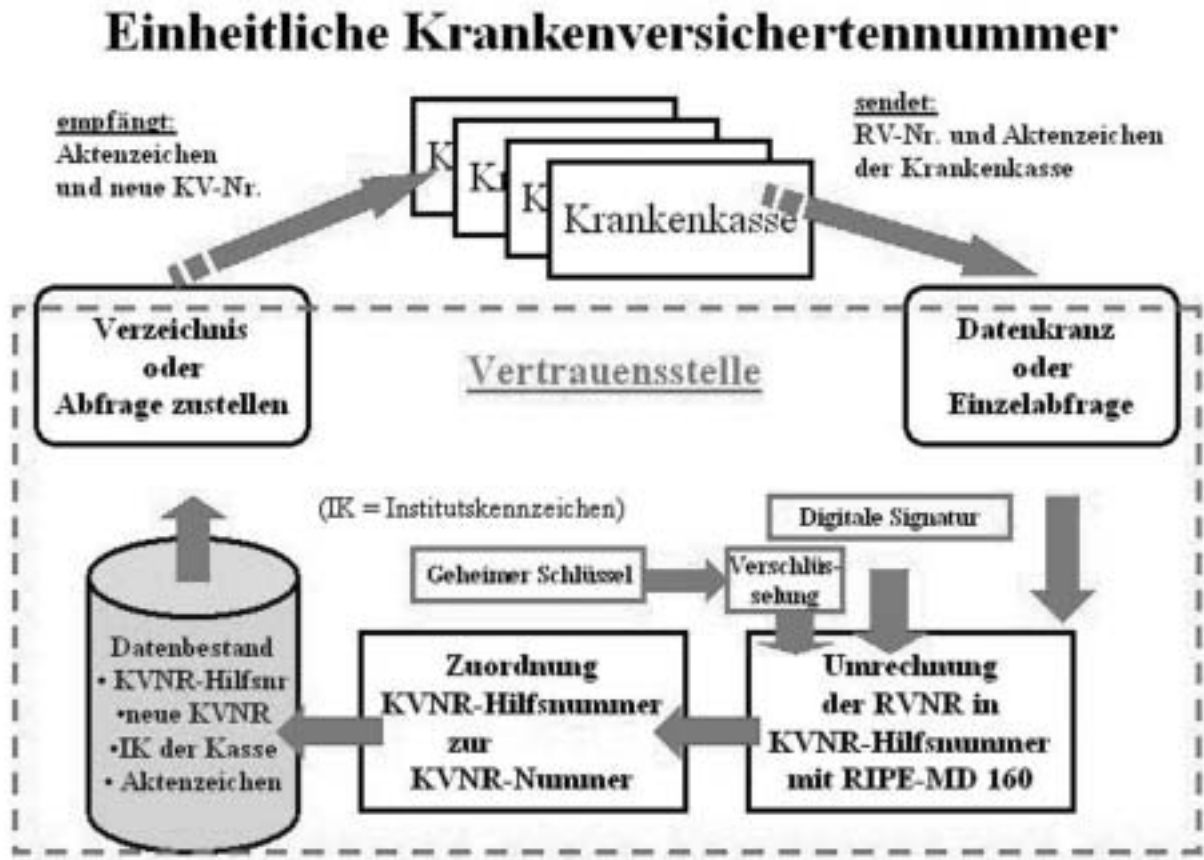 Einheitliche Krankenversichertennummer
empfängt:
Aktenzeichen
und neue KV-Nr.
sendet:
RV-Nr. und Aktenzeichen
der Krankenkasse
K
Kr
K
Krankenkasse
Verzeichnis
oder
Abfrage zustellen
Vertrauensstelle
Datenkranz
oder
Einzelabfrage
(IK = Institutskennzeichen)
Digitale Signatur
Geheimer Schlüssel
Verschlüs-
selung
Datenbestand
• KVNR-Hilfsnr
•neue KVNR
•IK der Kasse
• Aktenzeichen
Zuordnung
KVNR-Hilfsnummer
zur
KVNR-Nummer
Umrechnung
der RVNR in
KVNR-Hilfsnummer
mit RIPE-MD 160